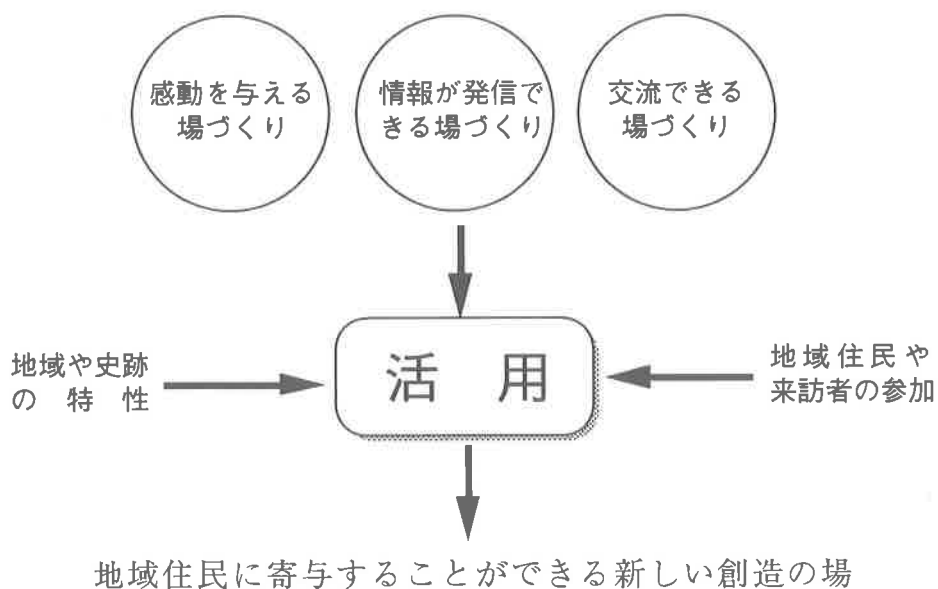 感動を与える
場づくり
情報が発信で
きる場づくり
交流できる
場づくり
地域や史跡
の特性
活用
地域住民や
来訪者の参加
地域住民に寄与することができる新しい創造の場